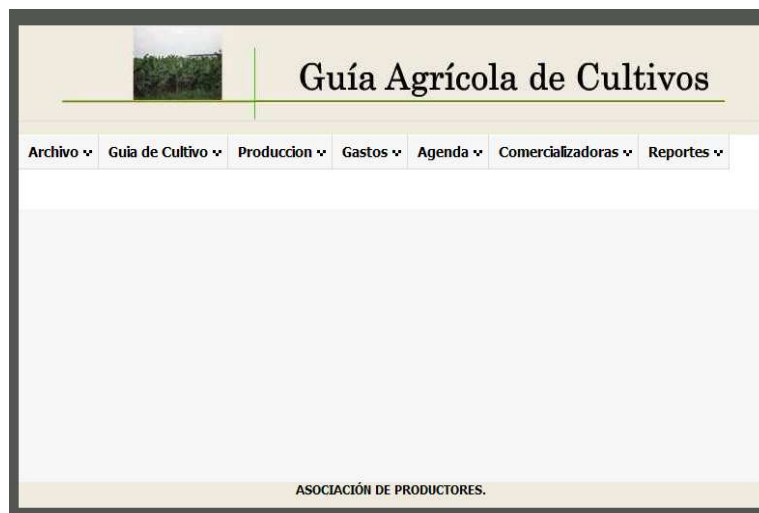 Guía Agrícola de Cultivos
Archivo Guia de Cultivo Produccion Gastos Agenda Comercializadoras Reportes
ASOCIACIÓN DE PRODUCTORES.